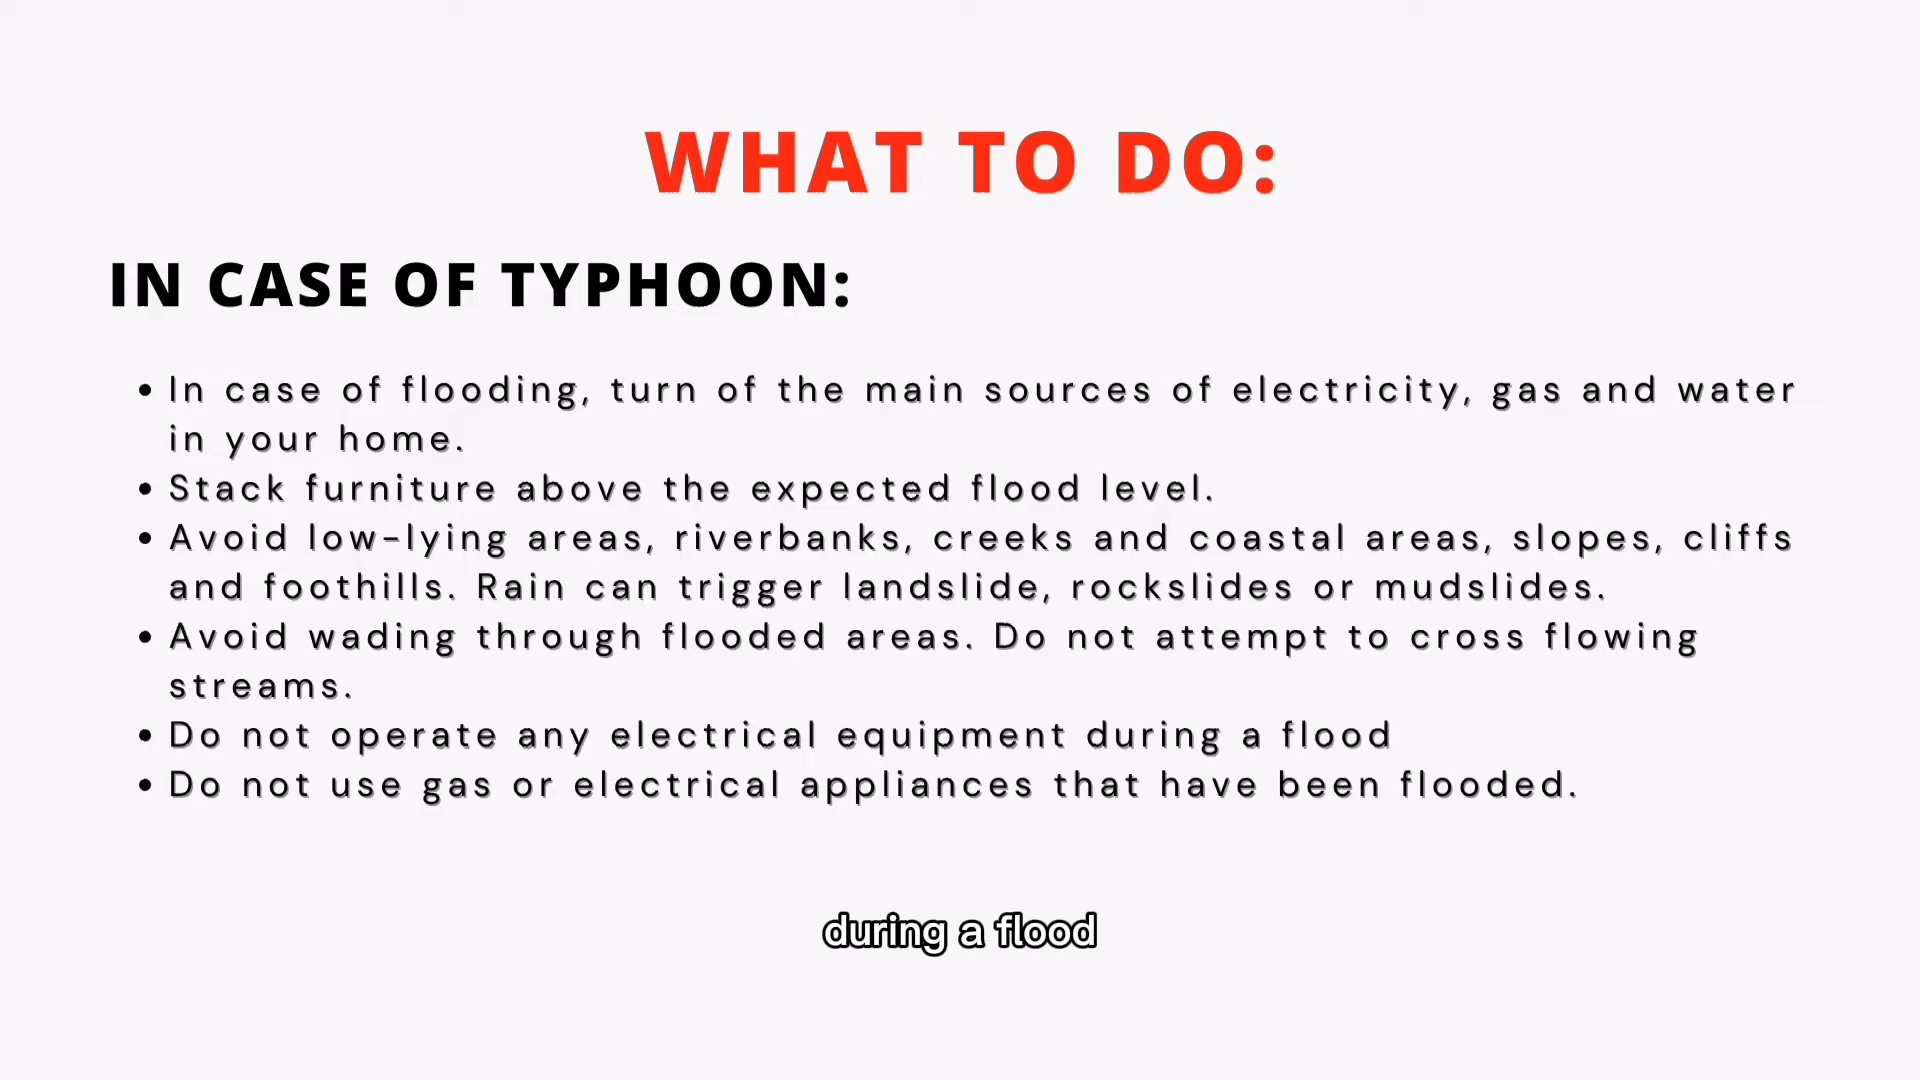 WHAT TO DO:
IN CASE OF TYPHOON:
• In case of flooding, turn of the main sources of electricity, gas and water
in your home.
• Stack furniture above the expected flood level.
• Avoid low-lying areas, riverbanks, creeks and coastal areas, slopes, cliffs
and foothills. Rain can trigger landslide, rockslides or mudslides.
• Avoid wading through flooded areas. Do not attempt to cross flowing
streams.
• Do not operate any electrical equipment during a flood
• Do not use gas or electrical appliances that have been flooded.
during a flood